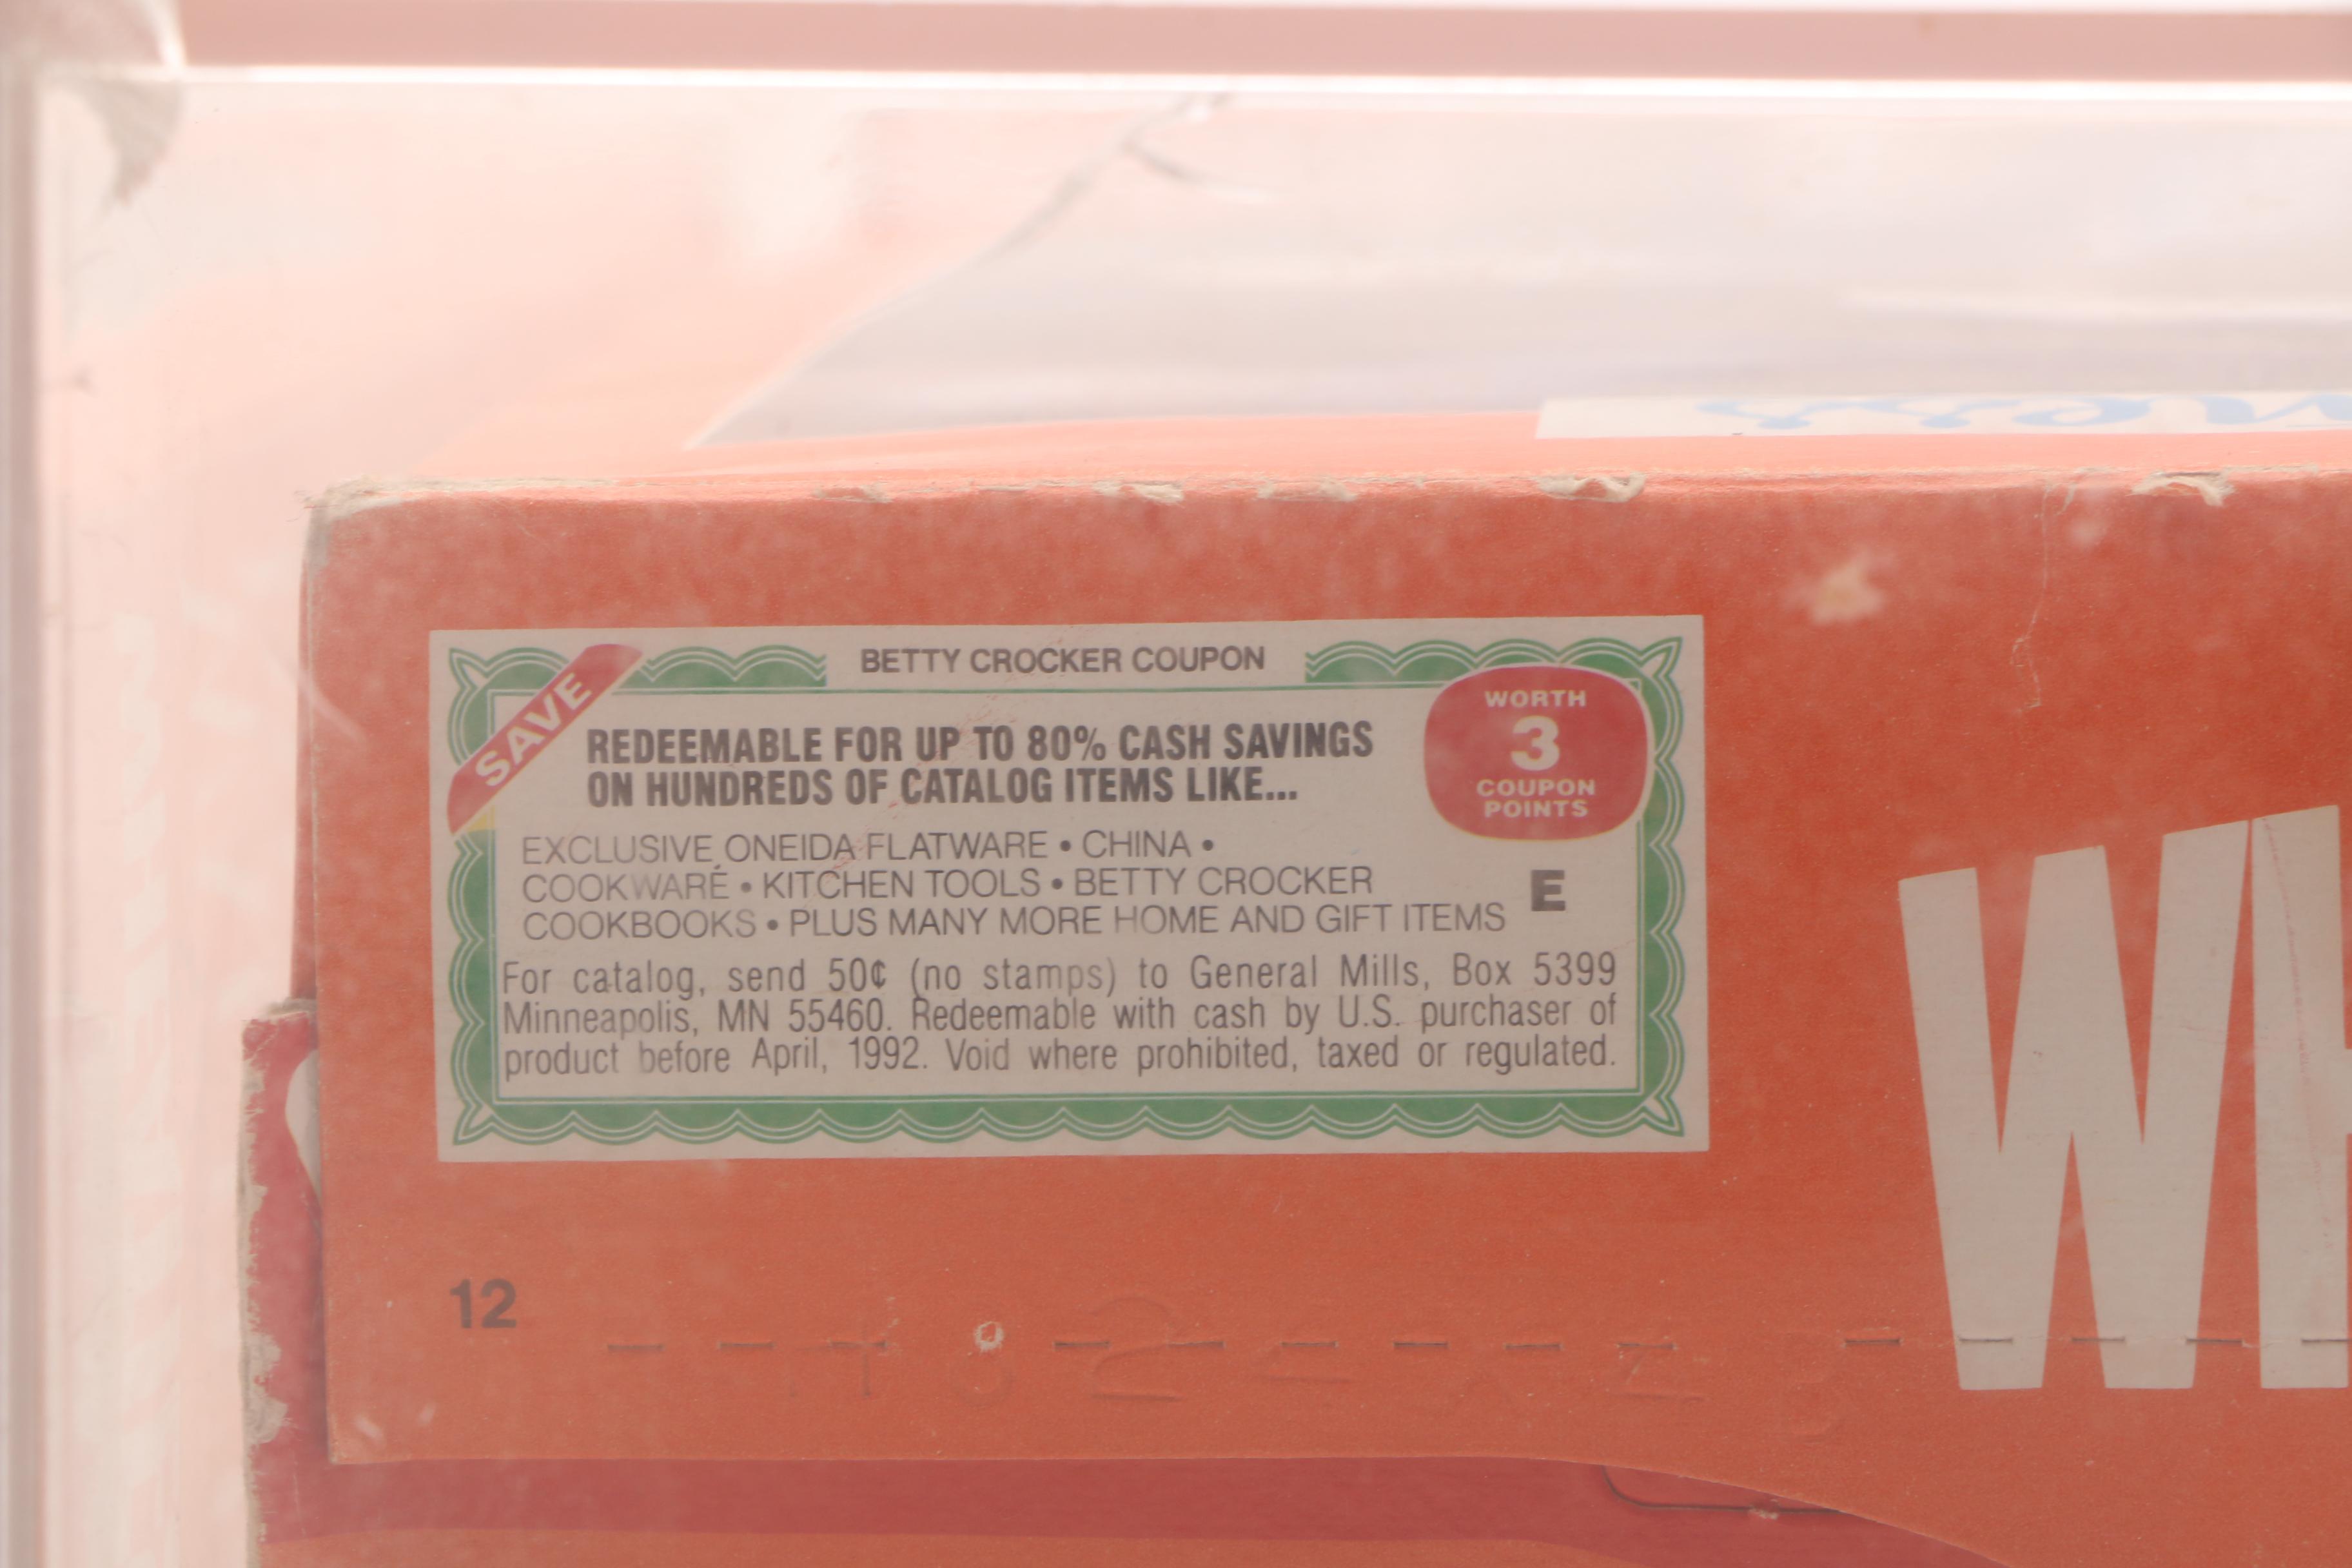 BETTY CROCKER COUPON
SAVE
REDEEMABLE FOR UP TO 80% CASH SAVINGS
ON HUNDREDS OF CATALOG ITEMS LIKE...
WORTH
3
COUPON
POINTS
EXCLUSIVE ONEIDA FLATWARE • CHINA •
COOKWARE • KITCHEN TOOLS • BETTY CROCKER
COOKBOOKS • PLUS MANY MORE HOME AND GIFT ITEMS
E
For catalog, send 50¢ (no stamps) to General Mills, Box 5399
Minneapolis, MN 55460. Redeemable with cash by U.S. purchaser of
product before April, 1992. Void where prohibited, taxed or regulated.
WH
12